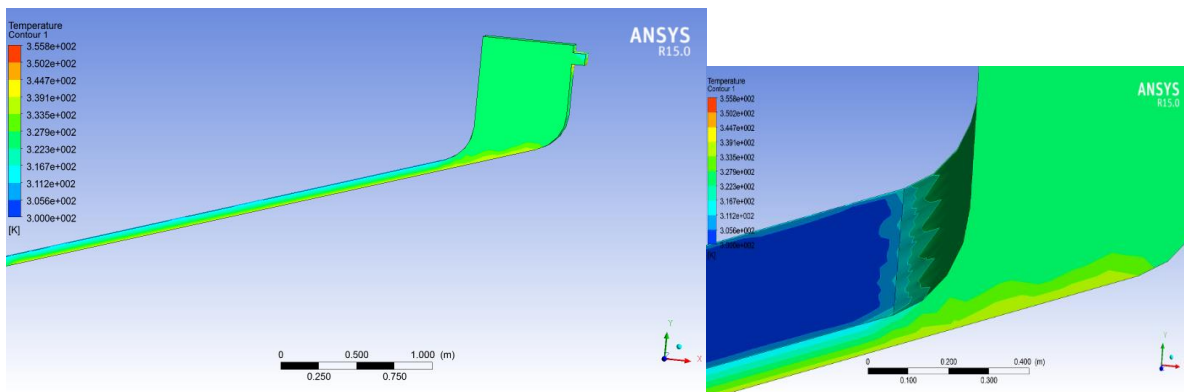 Temperature
Contour 1
3.558e+002
3.502e+002
3.447e+002
3.391e+002
3.335e+002
3.279e+002
3.223e+002
3.167e+002
3.112e+002
3.056e+002
3.000e+002
[K]
ANSYS
R15.0
0 0.500 1.000 (m)
0.250 0.750
Y
X
Temperature
Contour 1
3.558e+002
3.502e+002
3.447e+002
3.391e+002
3.335e+002
3.279e+002
3.223e+002
3.167e+002
3.112e+002
3.056e+002
ANSYS
R15.0
0 0.200 0.400 (m)
0.100 0.300
Y
X